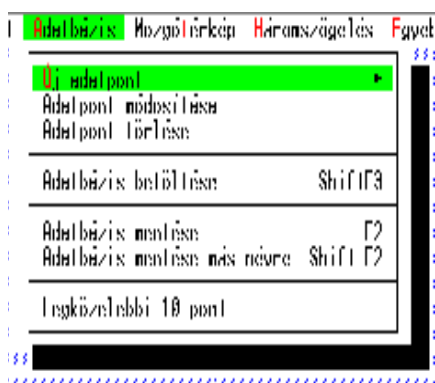 Adatbázis Mozgótérkép Háromszögelés Egyéb
Új adatpont
Adatpont módosítása
Adatpont törlése
Adatbázis betöltése Shift F3
Adatbázis mentése F2
Adatbázis mentése más névre Shift F2
Legközelebbi 10 pont